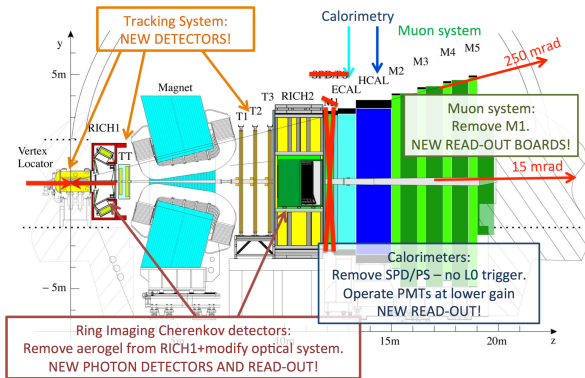 Tracking System:
NEW DETECTORS!
Calorimetry
Muon system
y
5m
Magnet
SPD/PS
HCAL
M2
M3
M4
M5
250 mrad
ECAL
RICH1
T1
T2
T3
RICH2
Vertex
Locator
TT
Muon system:
Remove M1.
NEW READ-OUT BOARDS!
15 mrad
Calorimeters:
Remove SPD/PS – no L0 trigger.
Operate PMTs at lower gain
NEW READ-OUT!
– 5m
Ring Imaging Cherenkov detectors:
Remove aerogel from RICH1+modify optical system.
NEW PHOTON DETECTORS AND READ-OUT!
5m
10m
15m
20m
z